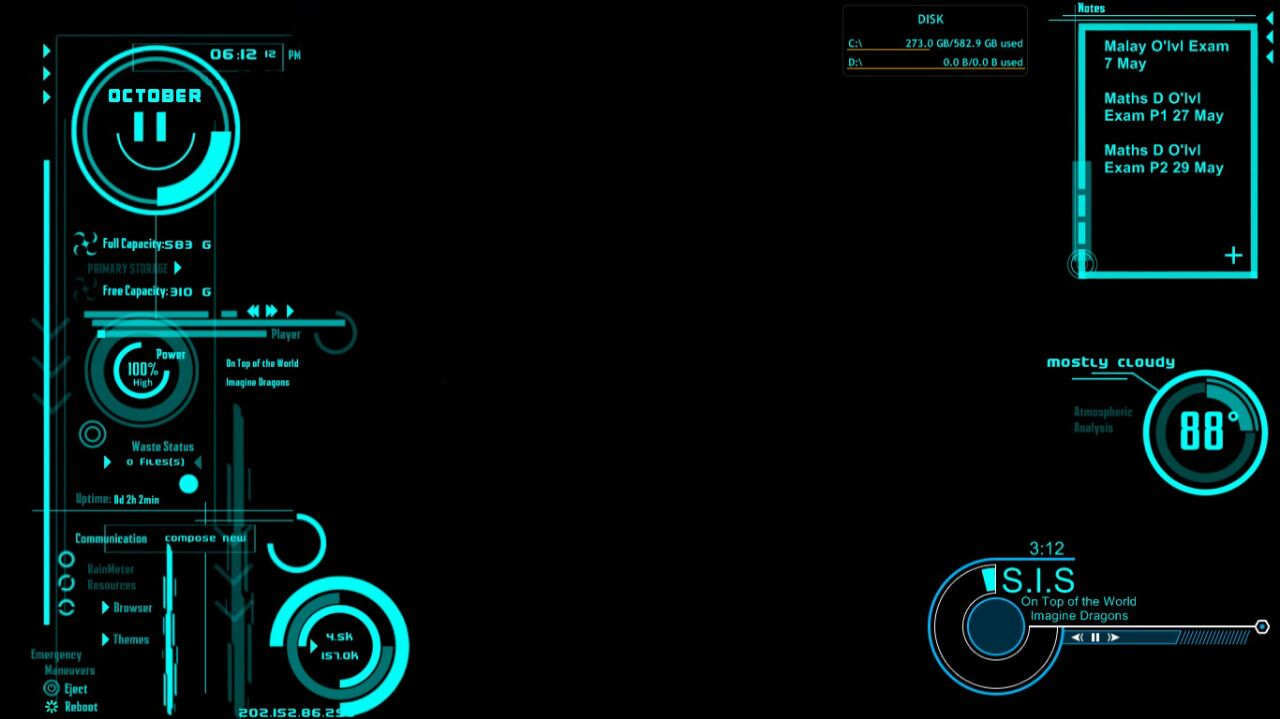 06:12 12 PM
OCTOBER
11
Full Capacity:583 G
PRIMARY STORAGE
Free Capacity:310 G
Player
Power
100%
High
On Top of the World
Imagine Dragons
Waste Status
0 FILES(S)
Uptime: 0d 2h 2min
Communication compose new
RainMeter
Resources
Browser
Themes
Emergency
Maneuvers
Eject
Reboot
4.5k
157.0k
DISK
C:\ 273.0 GB/582.9 GB used
D:\ 0.0 B/0.0 B used
Notes
Malay O'lvl Exam
7 May
Maths D O'lvl
Exam P1 27 May
Maths D O'lvl
Exam P2 29 May
mostly cloudy
Atmospheric
Analysis
88°
3:12
S.I.S
On Top of the World
Imagine Dragons